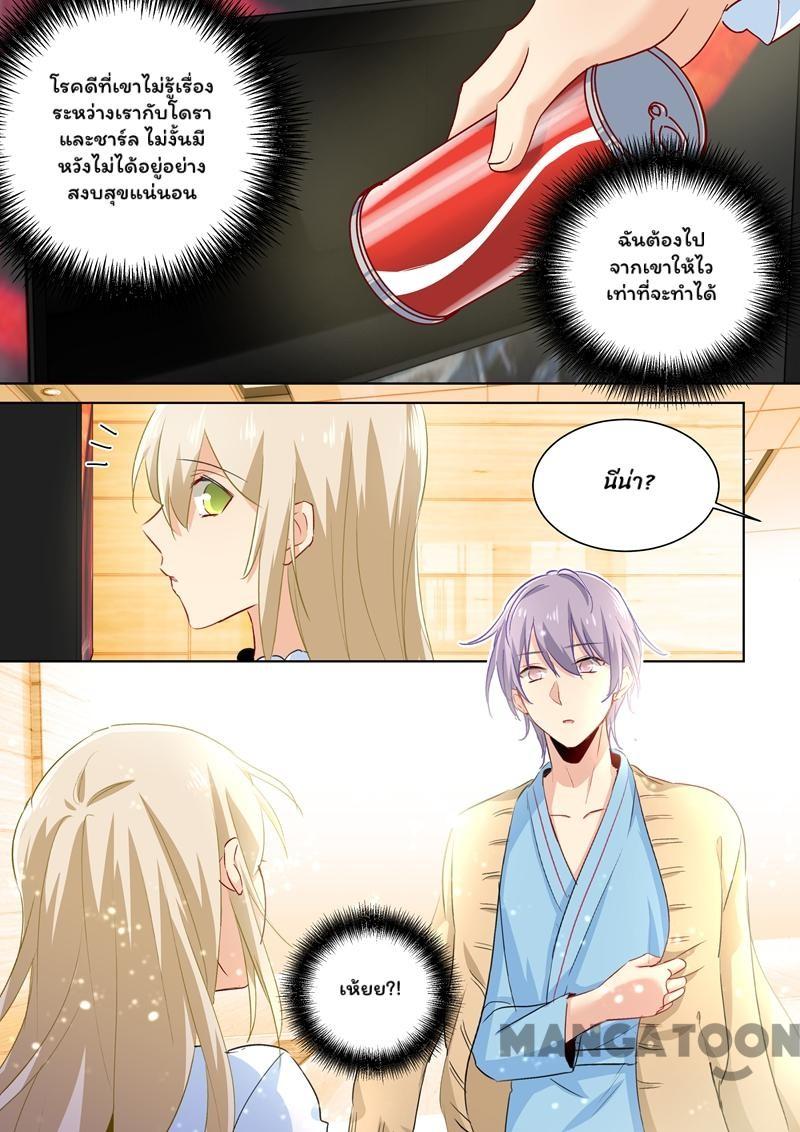 โรคดีที่เขาไม่รู้เรื่อง
ระหว่างเรากับโดรา
และชาร์ล ไม่งั้นมี
หวังไม่ได้อยู่อย่าง
สงบสุขแน่นอน
ฉันต้องไป
จากเขาให้ไว
เท่าที่จะทำได้
นีน่า?
เห้ยย?!
MANGATOON